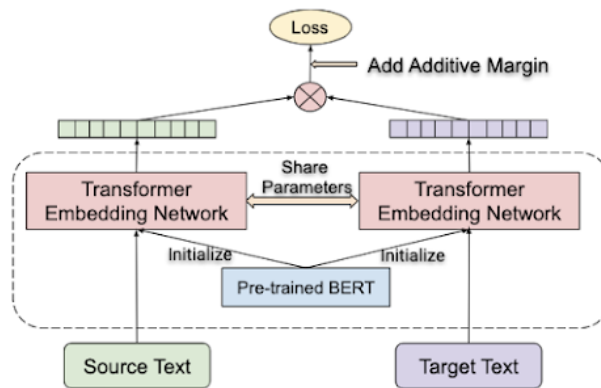 Loss
Add Additive Margin
Share
Parameters
Transformer
Embedding Network
Transformer
Embedding Network
Initialize
Initialize
Pre-trained BERT
Source Text
Target Text